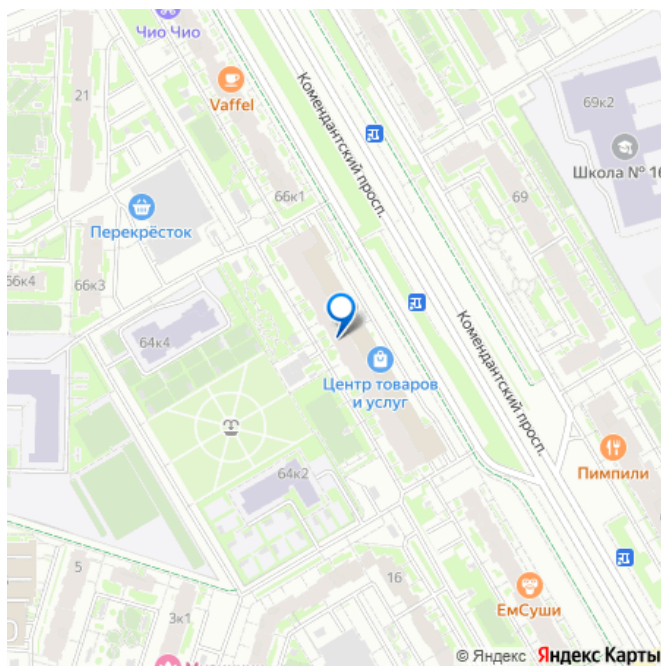 Чио Чио
21
Vaffel
Комендантский просп.
69к2
Школа № 16
66к1
69
Перекрёсток
66к4
66к3
64к4
Центр товаров
и услуг
Комендантский просп.
64к2
Пимпили
5
16
3к1
ЕмСуши
© Яндекс Яндекс Карты